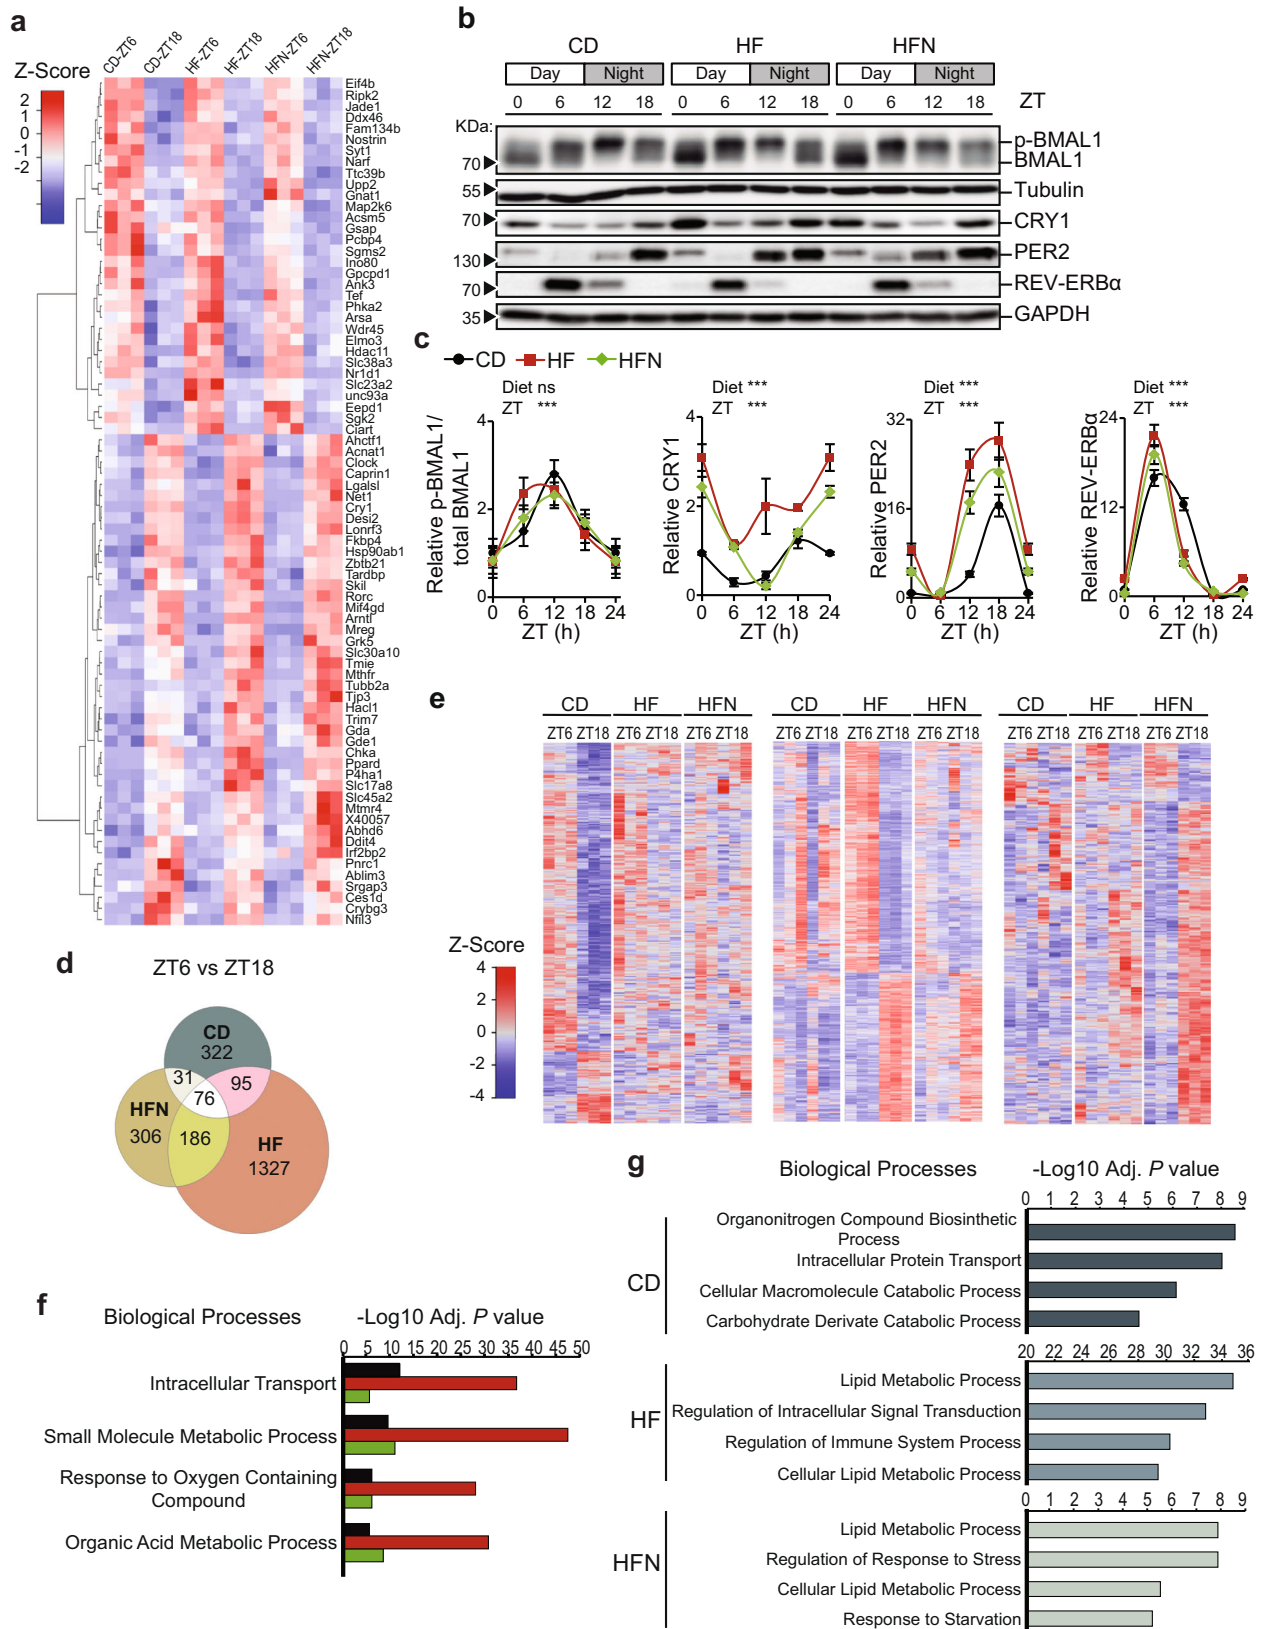 a
CD-ZT6
CD-ZT18
HF-ZT6
HF-ZT18
HFN-ZT6
HFN-ZT18
Z-Score
2
1
0
-1
-2
Eif4b
Ripk2
Jade1
Ddx46
Fam134b
Nostrin
Syt1
Narf
Ttc39b
Upp2
Gnat1
Map2k6
Acsm5
Gsap
Pcbp4
Sgms2
Ino80
Gpcpd1
Ank3
Tef
Phka2
Arsa
Wdr45
Elmo3
Hdac11
Slc38a3
Nr1d1
Slc23a2
unc93a
Eepd1
Sgk2
Ciart
Ahctf1
Acnat1
Clock
Caprin1
Lgalsl
Net1
Cry1
Desi2
Lonrf3
Fkbp4
Hsp90ab1
Zbtb21
Tardbp
Skil
Rorc
Mif4gd
Arntl
Mreg
Grk5
Slc30a10
Tmie
Mthfr
Tubb2a
Tjp3
Hacl1
Trim7
Gda
Gde1
Chka
Ppard
P4ha1
Slc17a8
Slc45a2
Mtmr4
X40057
Abhd6
Ddit4
Irf2bp2
Pnrc1
Ablim3
Srgap3
Ces1d
Crybg3
Nfil3
b
CD HF HFN
Day Night Day Night Day Night
0 6 12 18 0 6 12 18 0 6 12 18 ZT
KDa:
p-BMAL1
70 BMAL1
55 Tubulin
70 CRY1
130 PER2
70 REV-ERBα
35 GAPDH
c
CD HF HFN
Diet ns
ZT ***
Relative p-BMAL1/
total BMAL1
4
2
0
0 6 12 18 24
ZT (h)
Diet ***
ZT ***
Relative CRY1
4
2
0
0 6 12 18 24
ZT (h)
Diet ***
ZT ***
Relative PER2
32
16
0
0 6 12 18 24
ZT (h)
Diet ***
ZT ***
Relative REV-ERBα
24
12
0
0 6 12 18 24
ZT (h)
d
ZT6 vs ZT18
CD
322
31
95
76
HFN
306
186
HF
1327
e
CD HF HFN CD HF HFN CD HF HFN
ZT6 ZT18 ZT6 ZT18 ZT6 ZT18 ZT6 ZT18 ZT6 ZT18 ZT6 ZT18 ZT6 ZT18 ZT6 ZT18 ZT6 ZT18
Z-Score
4
2
0
-2
-4
f
Biological Processes -Log10 Adj. P value
0 5 10 15 20 25 30 35 40 45 50
Intracellular Transport
Small Molecule Metabolic Process
Response to Oxygen Containing
Compound
Organic Acid Metabolic Process
g
Biological Processes -Log10 Adj. P value
0 1 2 3 4 5 6 7 8 9
CD
Organonitrogen Compound Biosinthetic
Process
Intracellular Protein Transport
Cellular Macromolecule Catabolic Process
Carbohydrate Derivate Catabolic Process
20 22 24 26 28 30 32 34 36
HF
Lipid Metabolic Process
Regulation of Intracellular Signal Transduction
Regulation of Immune System Process
Cellular Lipid Metabolic Process
0 1 2 3 4 5 6 7 8 9
HFN
Lipid Metabolic Process
Regulation of Response to Stress
Cellular Lipid Metabolic Process
Response to Starvation